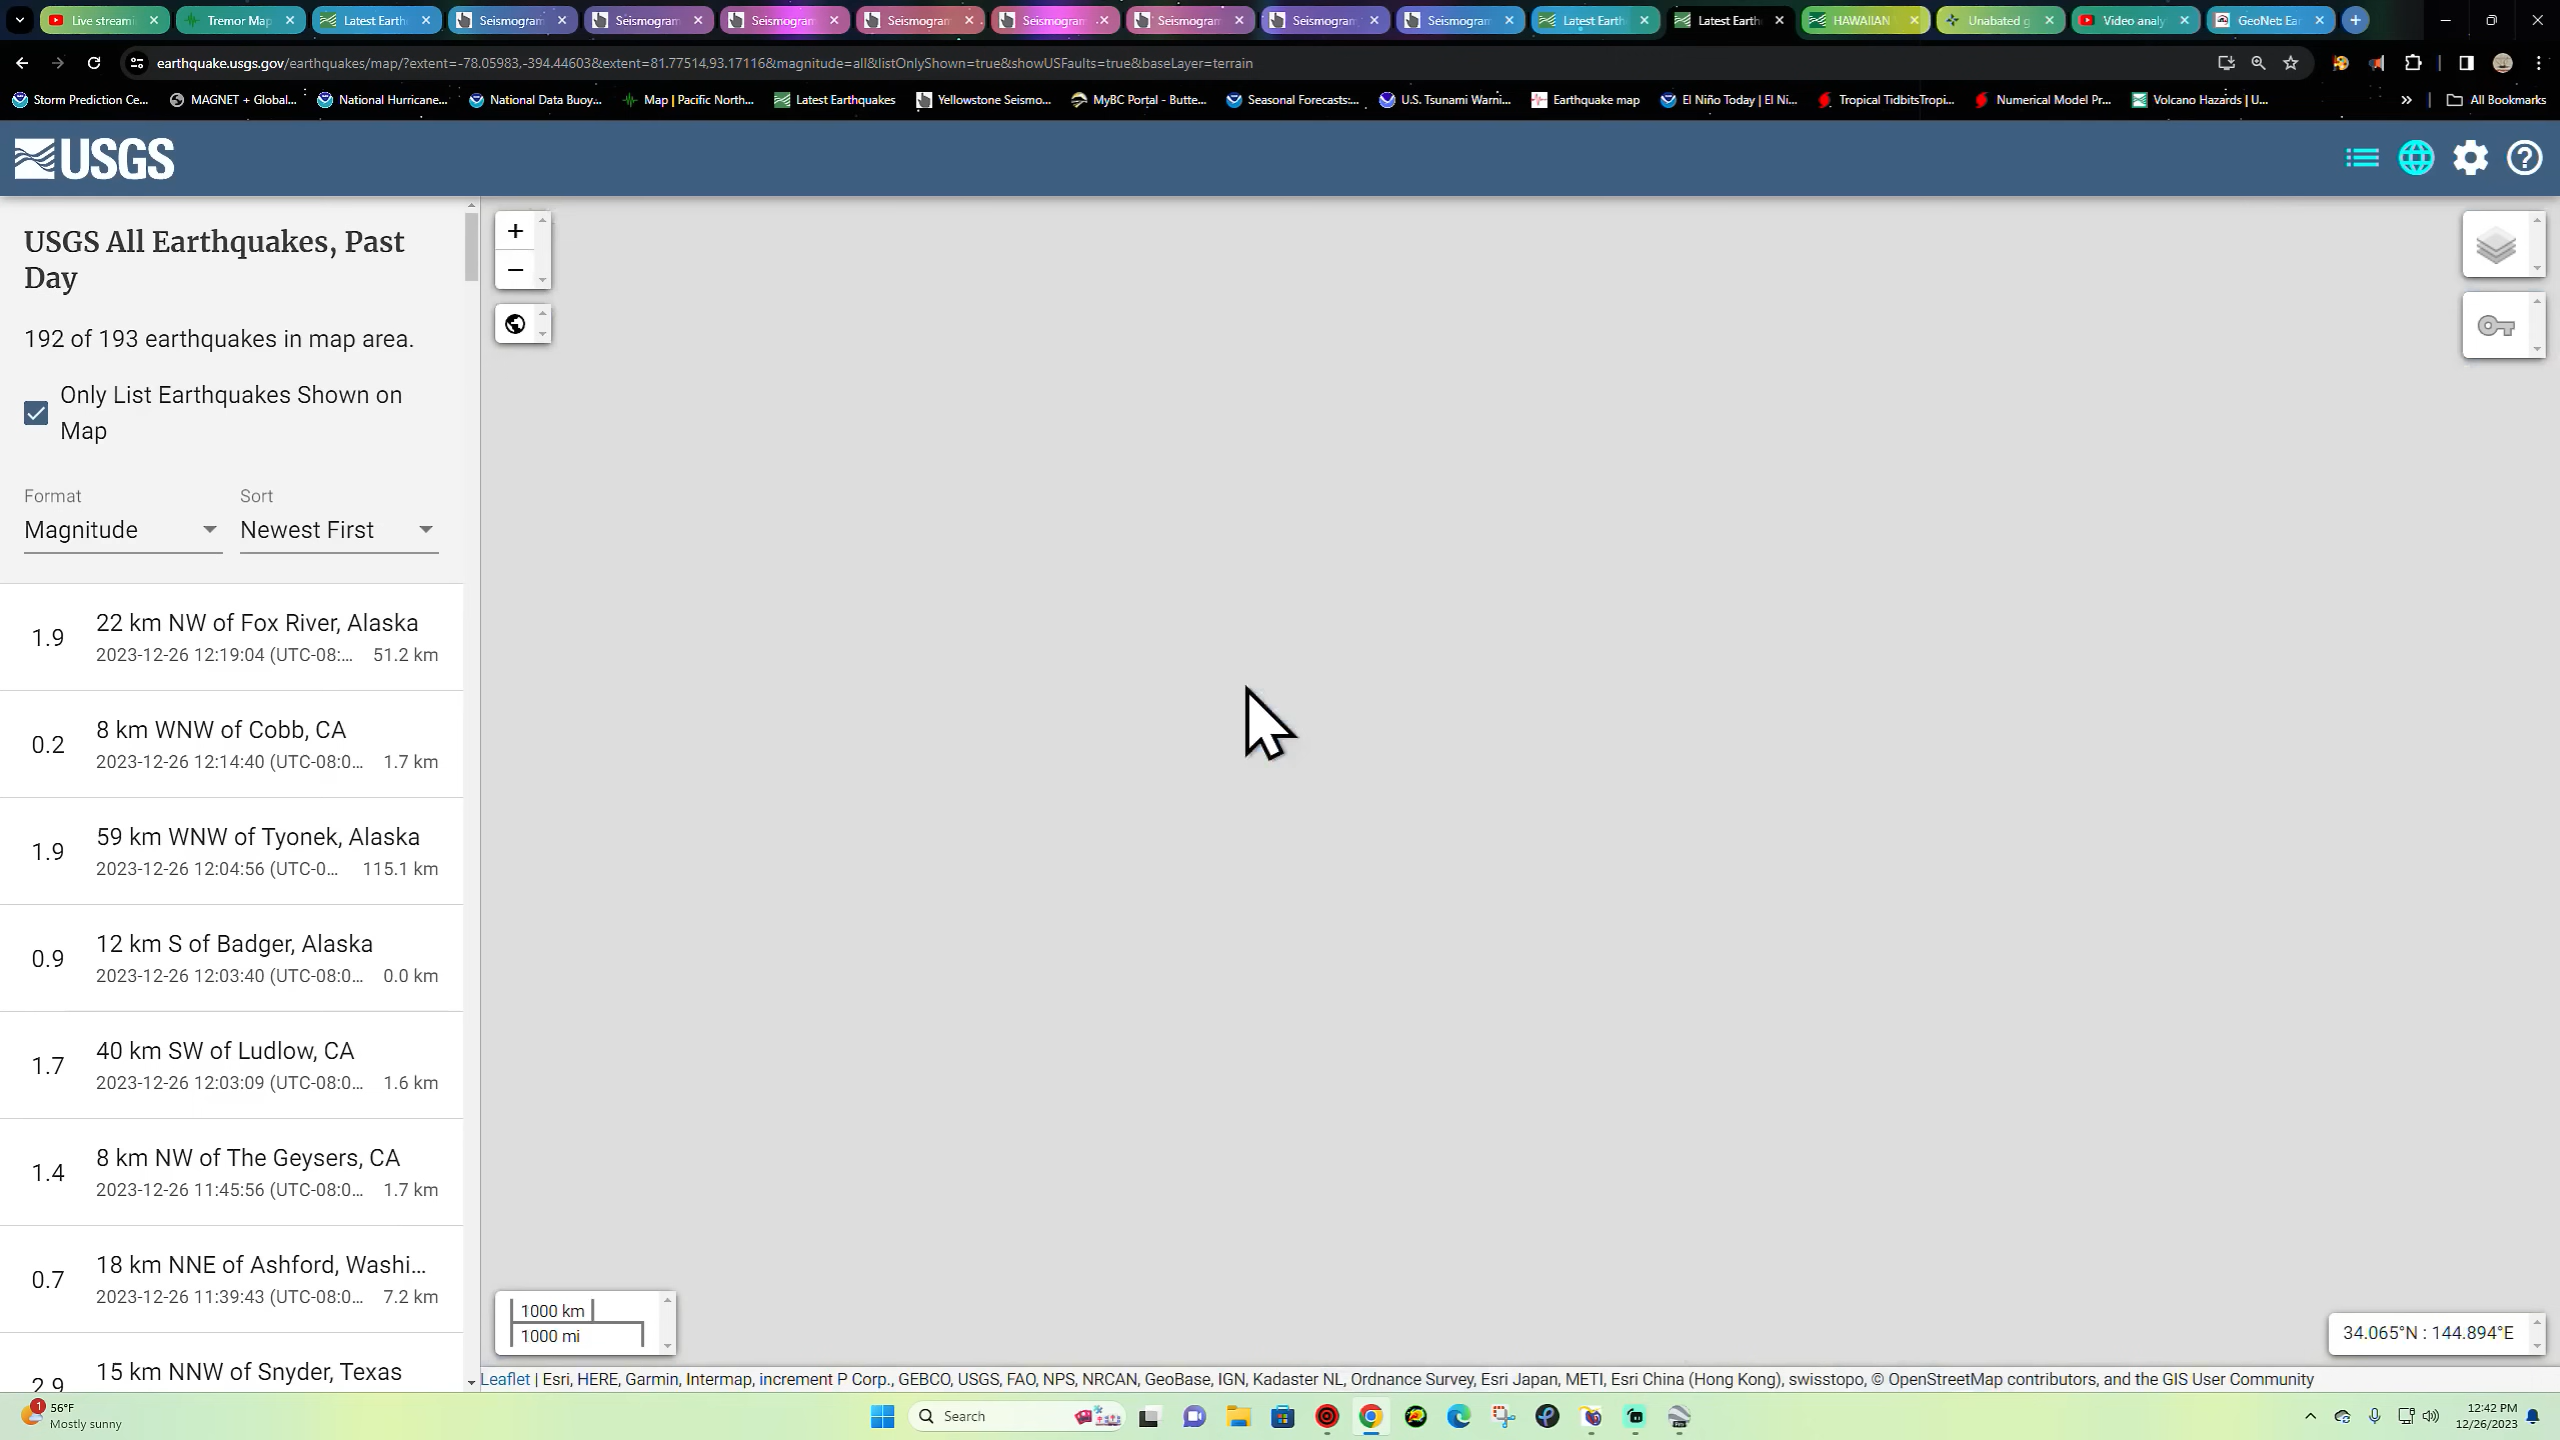 Live streami
Tremor Map
Latest Earth
Seismogram
Seismogram
Seismogram
Seismogram
Seismogram
Seismogram
Seismogram
Seismogram
Latest Earth
Latest Earth
HAWAIIAN
Unabated g
Video analy
GeoNet: Ea
earthquake.usgs.gov/earthquakes/map/?extent=-78.05983,-394.44603&extent=81.77514,93.17116&magnitude=all&listOnlyShown=true&showUSFaults=true&baseLayer=terrain
Storm Prediction Ce...
MAGNET + Global...
National Hurricane...
National Data Buoy...
Map | Pacific North...
Latest Earthquakes
Yellowstone Seismo...
MyBC Portal - Butte...
Seasonal Forecasts:...
U.S. Tsunami Warni...
Earthquake map
El Niño Today | El Ni...
Tropical TidbitsTropi...
Numerical Model Pr...
Volcano Hazards | U...
All Bookmarks
USGS
USGS All Earthquakes, Past
Day
192 of 193 earthquakes in map area.
Only List Earthquakes Shown on
Map
Format
Sort
Magnitude
Newest First
1.9
22 km NW of Fox River, Alaska
2023-12-26 12:19:04 (UTC-08:... 51.2 km
0.2
8 km WNW of Cobb, CA
2023-12-26 12:14:40 (UTC-08:0... 1.7 km
1.9
59 km WNW of Tyonek, Alaska
2023-12-26 12:04:56 (UTC-0... 115.1 km
0.9
12 km S of Badger, Alaska
2023-12-26 12:03:40 (UTC-08:0... 0.0 km
1.7
40 km SW of Ludlow, CA
2023-12-26 12:03:09 (UTC-08:0... 1.6 km
1.4
8 km NW of The Geysers, CA
2023-12-26 11:45:56 (UTC-08:0... 1.7 km
0.7
18 km NNE of Ashford, Washi...
2023-12-26 11:39:43 (UTC-08:0... 7.2 km
2.9
15 km NNW of Snyder, Texas
1000 km
1000 mi
34.065°N : 144.894°E
Leaflet | Esri, HERE, Garmin, Intermap, increment P Corp., GEBCO, USGS, FAO, NPS, NRCAN, GeoBase, IGN, Kadaster NL, Ordnance Survey, Esri Japan, METI, Esri China (Hong Kong), swisstopo, © OpenStreetMap contributors, and the GIS User Community
1
56°F
Mostly sunny
Search
12:42 PM
12/26/2023